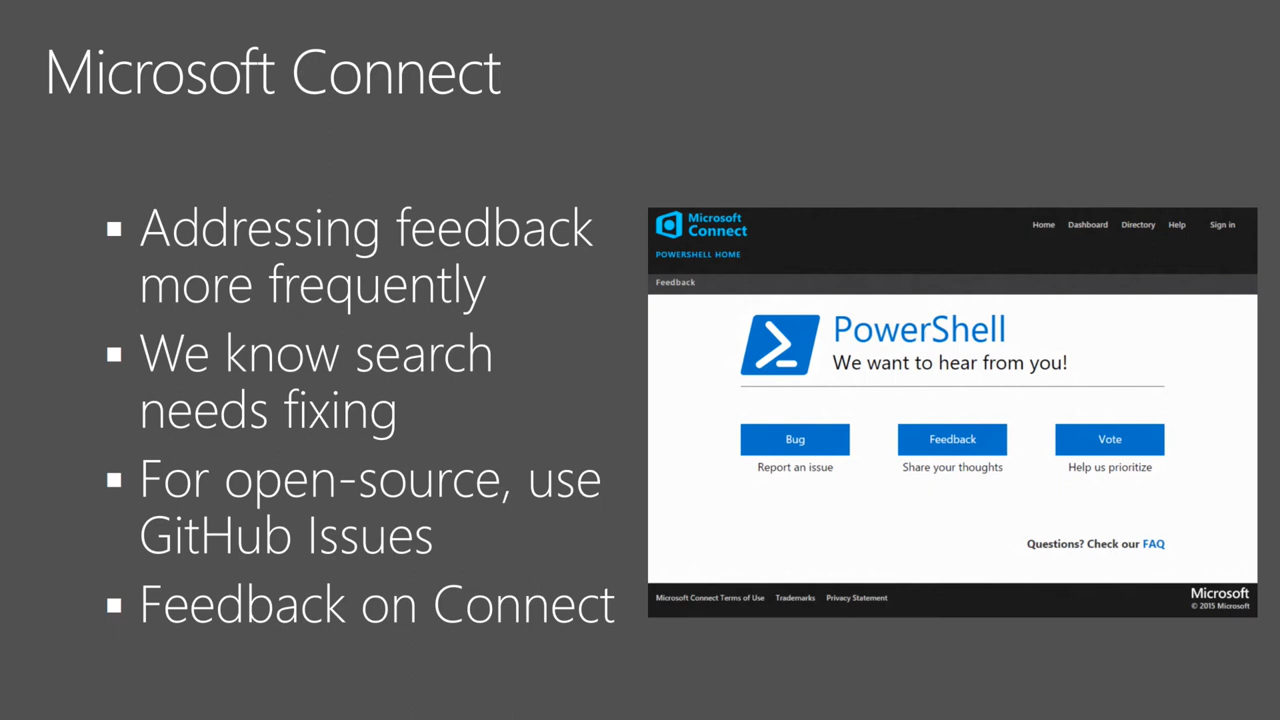 Microsoft Connect
▪ Addressing feedback
more frequently
▪ We know search
needs fixing
▪ For open-source, use
GitHub Issues
▪ Feedback on Connect
Microsoft
Connect
Home Dashboard Directory Help Sign in
POWERSHELL HOME
Feedback
PowerShell
We want to hear from you!
Bug Feedback Vote
Report an issue Share your thoughts Help us prioritize
Questions? Check our FAQ
Microsoft Connect Terms of Use Trademarks Privacy Statement
Microsoft
© 2015 Microsoft